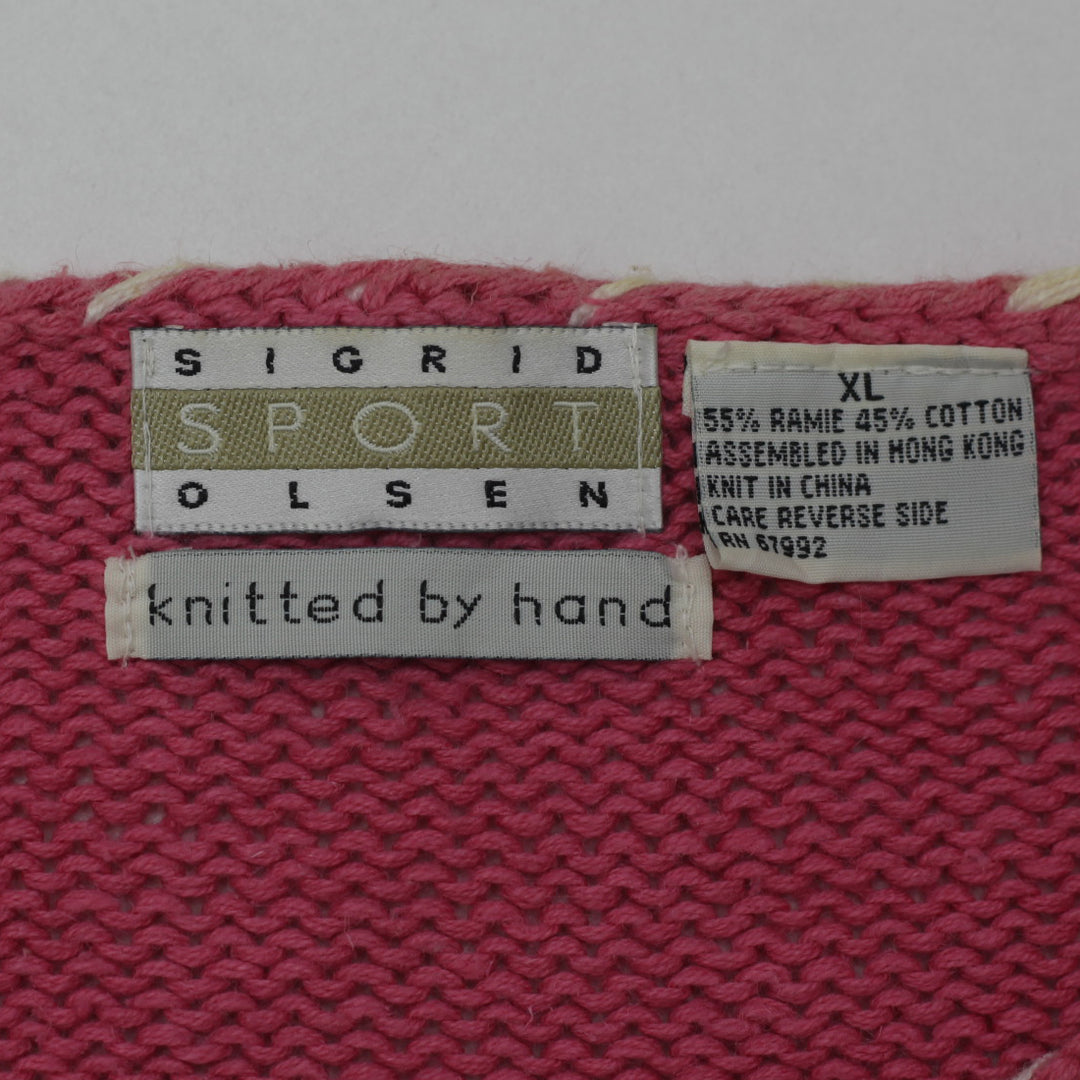 SIGRID
SPORT
OLSEN
knitted by hand
XL
55% RAMIE 45% COTTON
ASSEMBLED IN HONG KONG
KNIT IN CHINA
CARE REVERSE SIDE
RN 67992